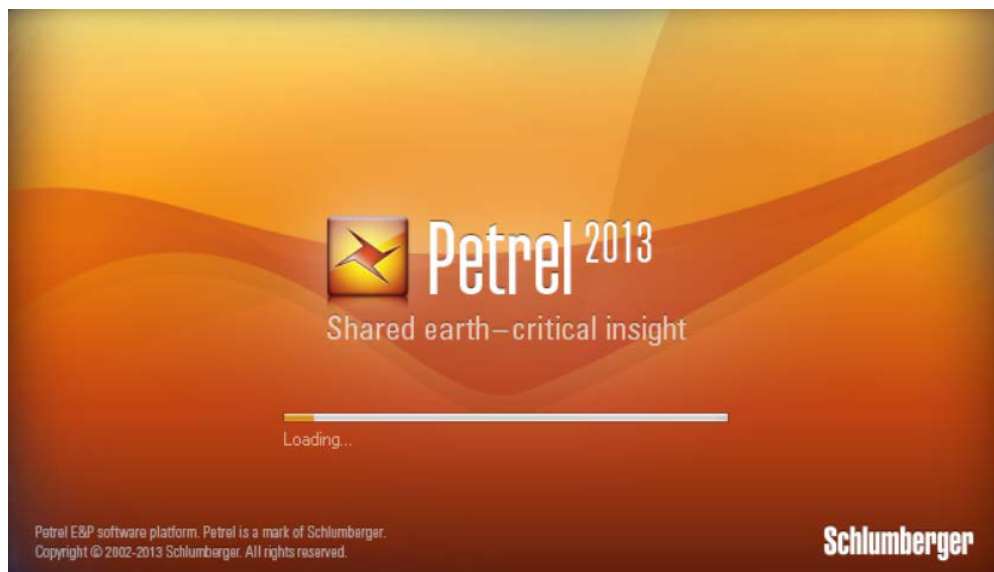 Petrel 2013
Shared earth–critical insight
Loading...
Petrel E&P software platform. Petrel is a mark of Schlumberger.
Copyright © 2002-2013 Schlumberger. All rights reserved.
Schlumberger